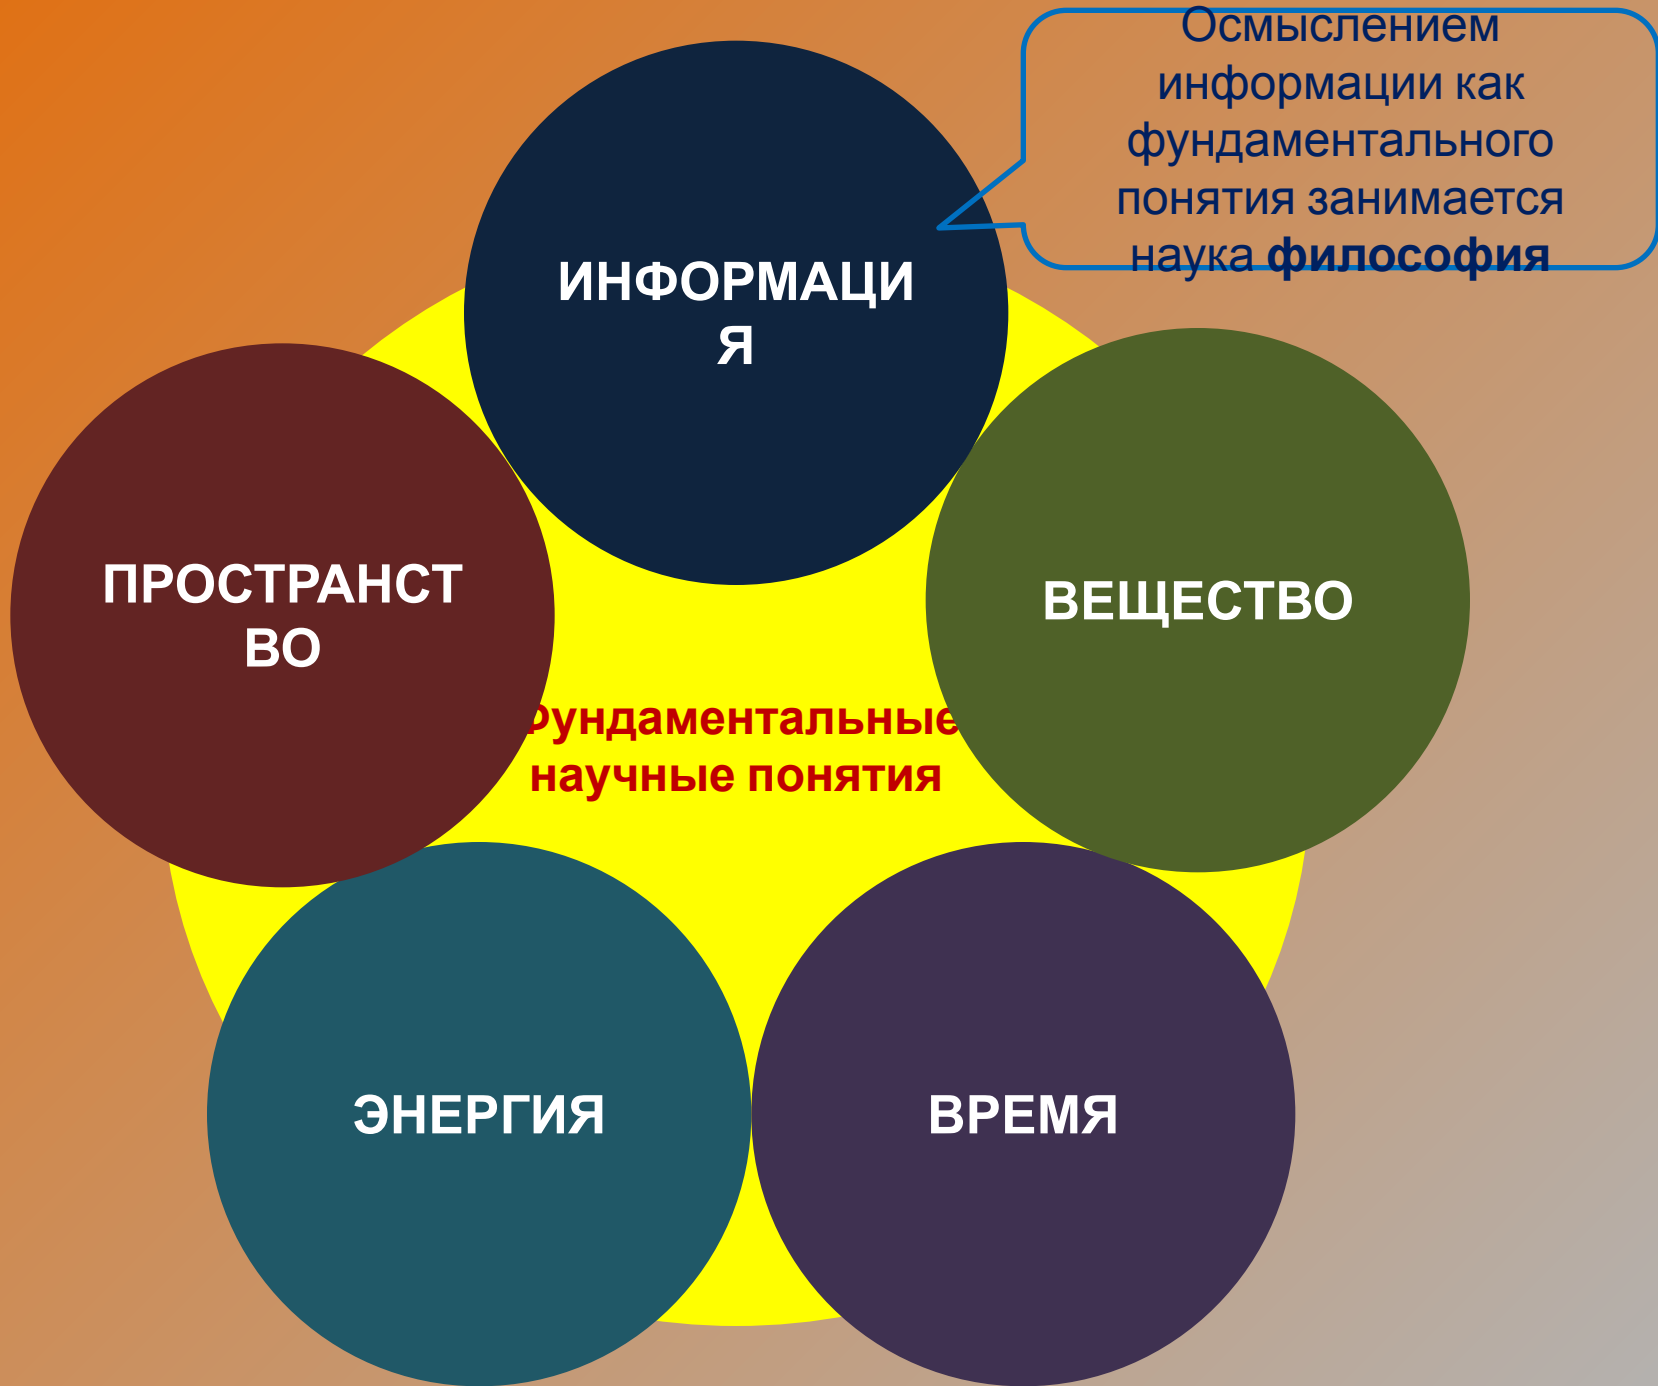 Осмыслением
информации как
фундаментального
понятия занимается
наука философия
ИНФОРМАЦИ
Я
ПРОСТРАНСТ
ВО
ВЕЩЕСТВО
Фундаментальные
научные понятия
ЭНЕРГИЯ
ВРЕМЯ